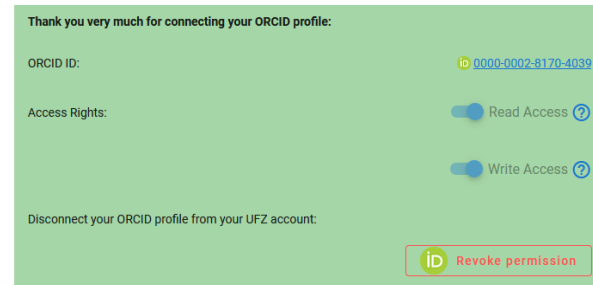 Thank you very much for connecting your ORCID profile:
ORCID ID: iD 0000-0002-8170-4039
Access Rights: Read Access ?
Write Access ?
Disconnect your ORCID profile from your UFZ account:
iD Revoke permission